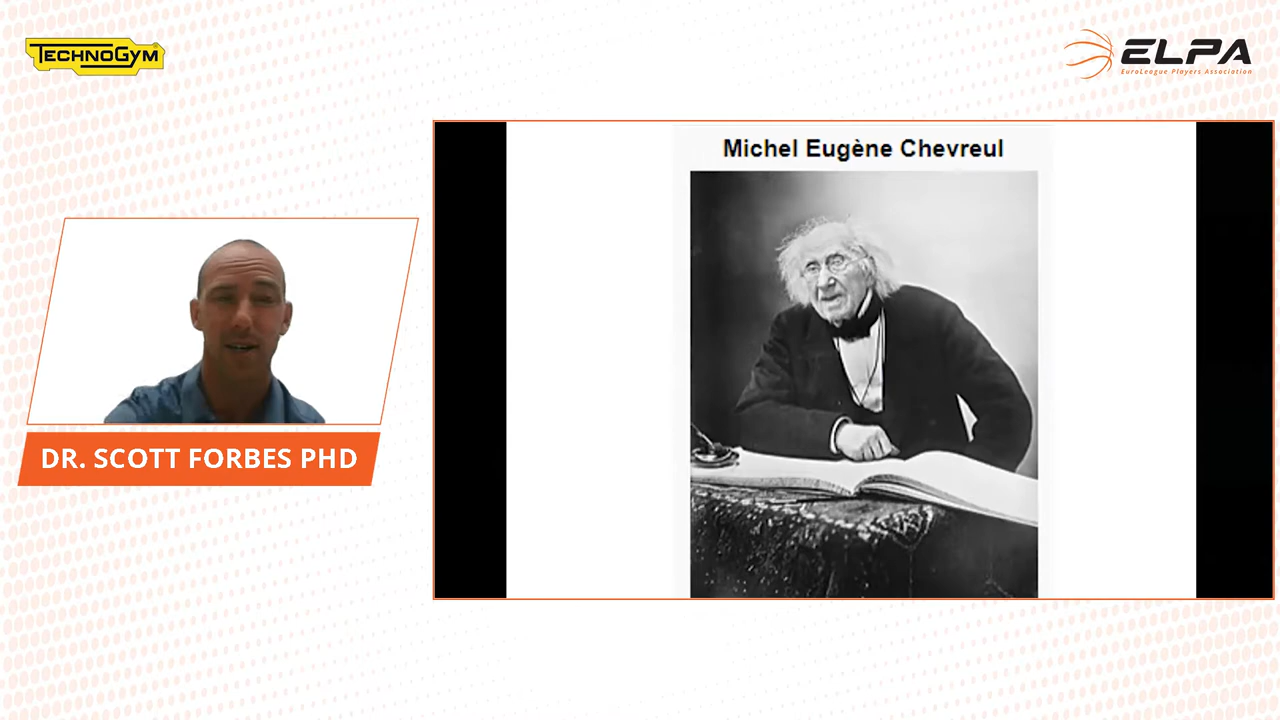 TECHNOGYM
ELPA
EuroLeague Players Association
Michel Eugène Chevreul
DR. SCOTT FORBES PHD